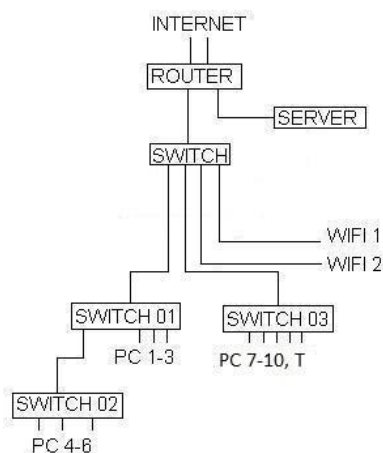 INTERNET
ROUTER
SERVER
SWITCH
WIFI 1
WIFI 2
SWITCH 01
SWITCH 03
PC 1-3
PC 7-10, T
SWITCH 02
PC 4-6